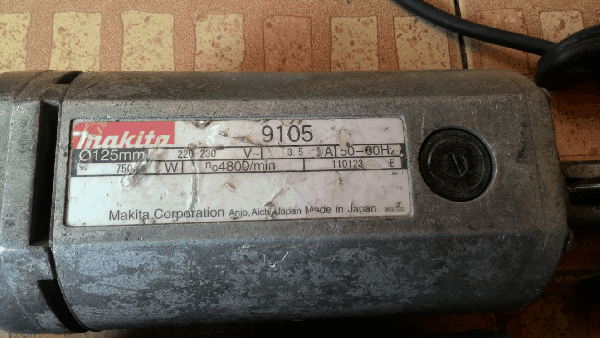 makita 9105
Ø125mm 220 230 V~ 3.5 A 50-60Hz
750 W no4800/min 110123 E
Makita Corporation Anjo, Aichi, Japan Made in Japan